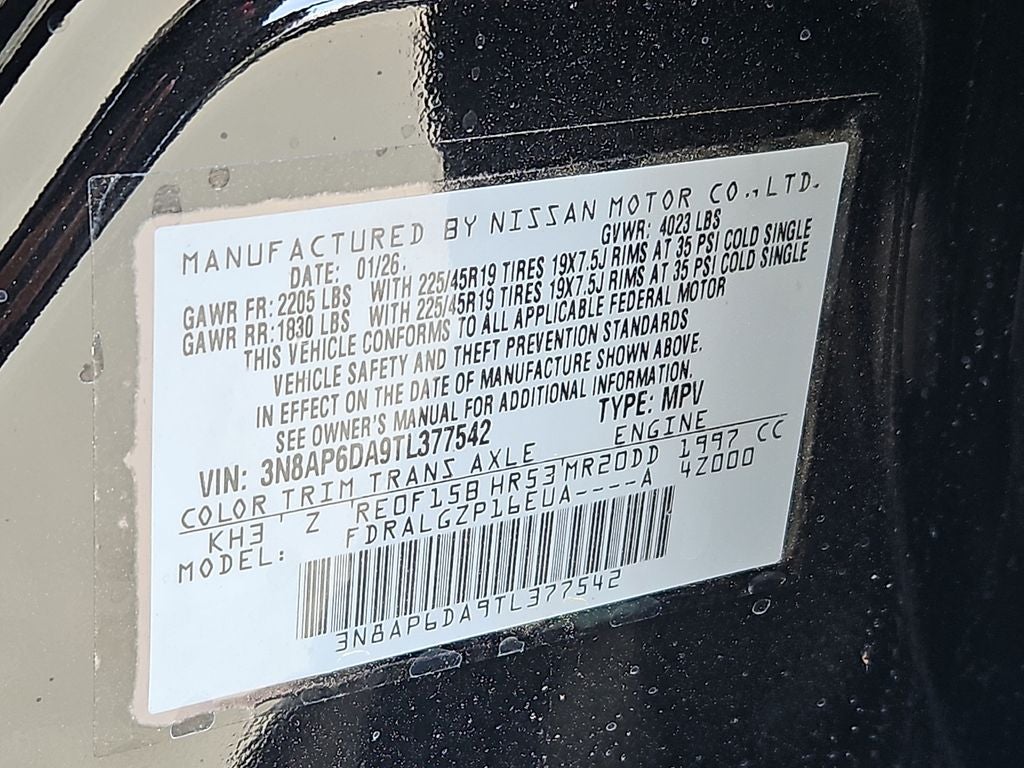 MANUFACTURED BY NISSAN MOTOR CO.,LTD.
DATE: 01/26 GVWR: 4023 LBS
GAWR FR: 2205 LBS WITH 225/45R19 TIRES 19X7.5J RIMS AT 35 PSI COLD SINGLE
GAWR RR: 1830 LBS WITH 225/45R19 TIRES 19X7.5J RIMS AT 35 PSI COLD SINGLE
THIS VEHICLE CONFORMS TO ALL APPLICABLE FEDERAL MOTOR
VEHICLE SAFETY AND THEFT PREVENTION STANDARDS
IN EFFECT ON THE DATE OF MANUFACTURE SHOWN ABOVE.
SEE OWNER'S MANUAL FOR ADDITIONAL INFORMATION.
VIN: 3N8AP6DA9TL377542 TYPE: MPV
COLOR TRIM TRANS AXLE ENGINE
KH3 Z RE0F15B HR53 MR20DD 1997 CC
MODEL: FDRALGZP16EUA----A 4Z000
3N8AP6DA9TL377542